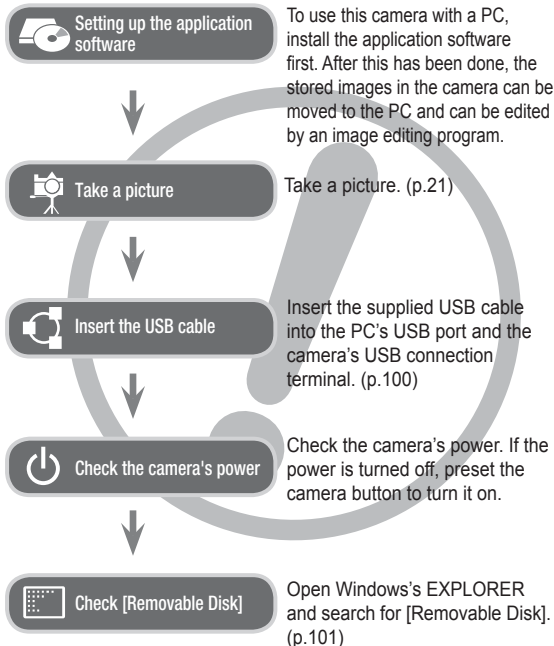 Setting up the application
software
To use this camera with a PC,
install the application software
first. After this has been done, the
stored images in the camera can be
moved to the PC and can be edited
by an image editing program.
Take a picture
Take a picture. (p.21)
Insert the USB cable
Insert the supplied USB cable
into the PC's USB port and the
camera's USB connection
terminal. (p.100)
Check the camera's power
Check the camera's power. If the
power is turned off, preset the
camera button to turn it on.
Check [Removable Disk]
Open Windows's EXPLORER
and search for [Removable Disk].
(p.101)